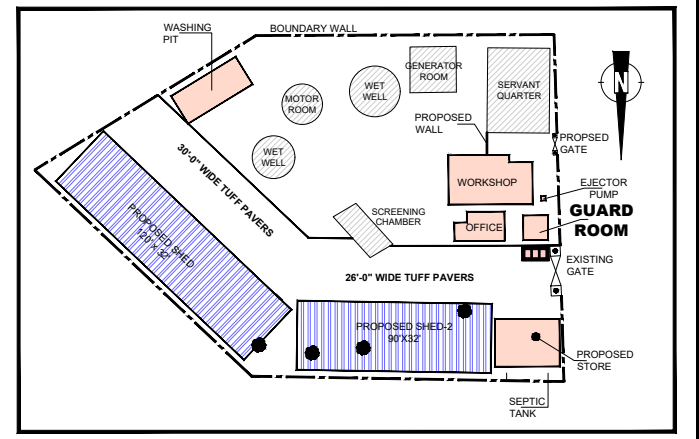 WASHING
PIT
BOUNDARY WALL
GENERATOR
ROOM
MOTOR
ROOM
WET
WELL
SERVANT
QUARTER
N
PROPOSED
WALL
PROPSED
GATE
WET
WELL
30'-0" WIDE TUFF PAVERS
WORKSHOP
EJECTOR
PUMP
GUARD
ROOM
PROPOSED SHED
120'X 32'
SCREENING
CHAMBER
OFFICE
EXISTING
GATE
26'-0" WIDE TUFF PAVERS
PROPOSED SHED-2
90'X32'
PROPOSED
STORE
SEPTIC
TANK